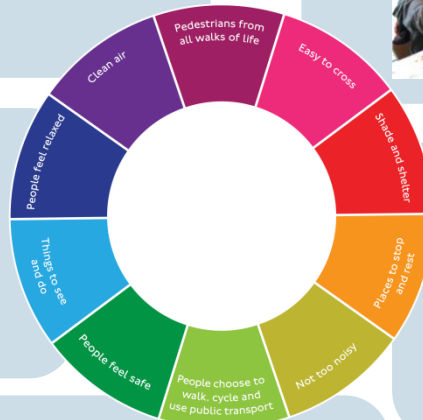 Pedestrians from
all walks of life
Easy to cross
Shade and shelter
Places to stop
and rest
Not too noisy
People choose to
walk, cycle and
use public transport
People feel safe
Things to see
and do
People feel relaxed
Clean air